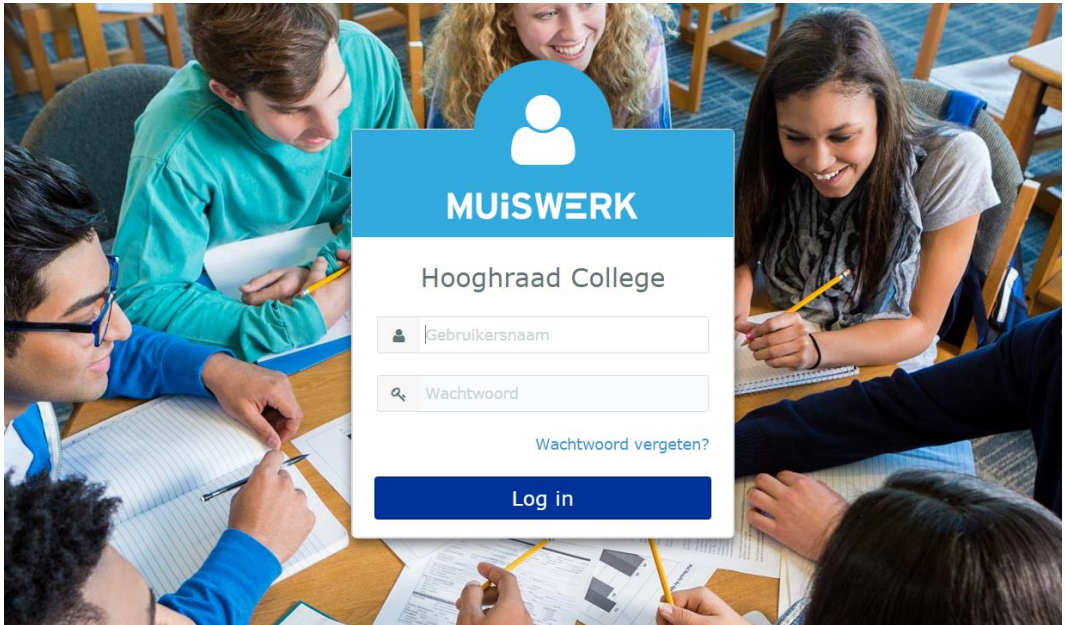 MUiSWERK
Hooghraad College
Gebruikersnaam
Wachtwoord
Wachtwoord vergeten?
Log in